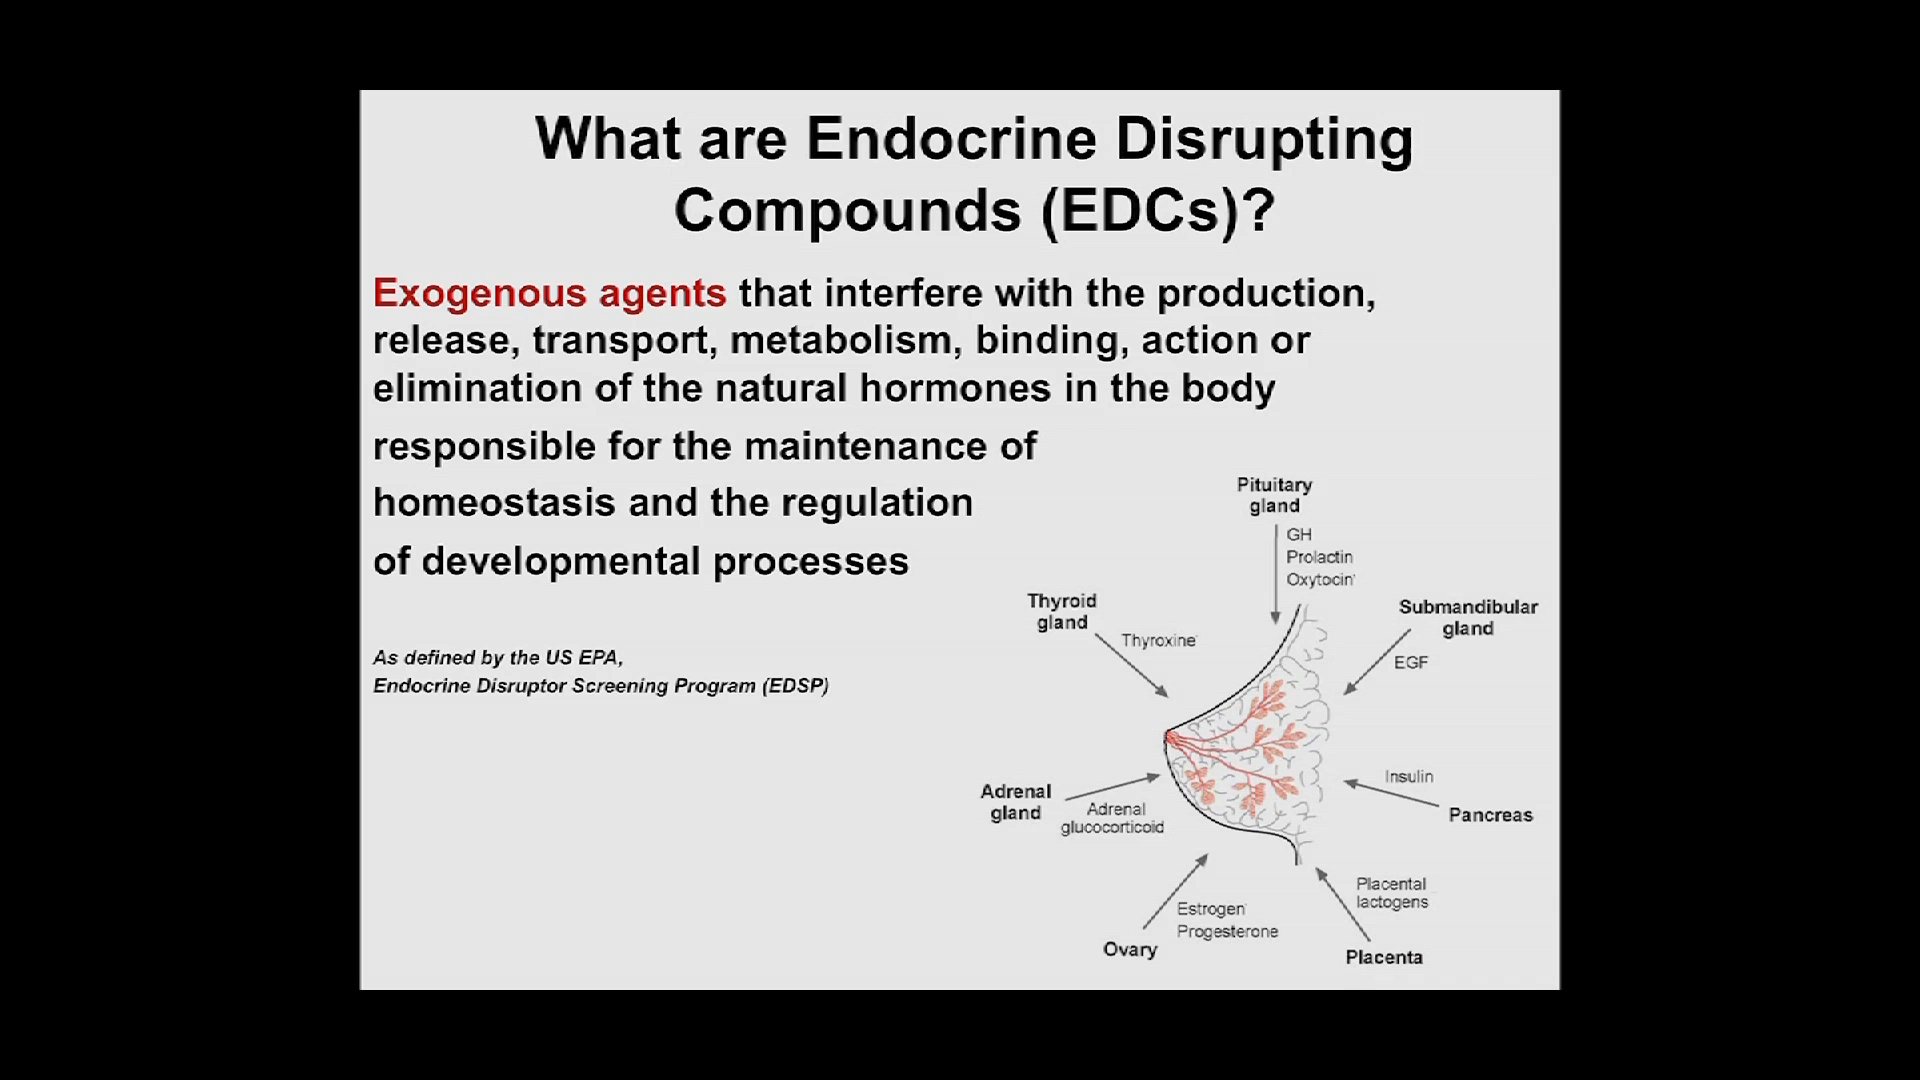 What are Endocrine Disrupting
Compounds (EDCs)?
Exogenous agents that interfere with the production,
release, transport, metabolism, binding, action or
elimination of the natural hormones in the body
responsible for the maintenance of
homeostasis and the regulation
of developmental processes
As defined by the US EPA,
Endocrine Disruptor Screening Program (EDSP)
Pituitary
gland
GH
Prolactin
Oxytocin
Thyroid
gland
Thyroxine
Submandibular
gland
EGF
Adrenal
gland
Adrenal
glucocorticoid
Insulin
Pancreas
Estrogen
Progesterone
Ovary
Placental
lactogens
Placenta